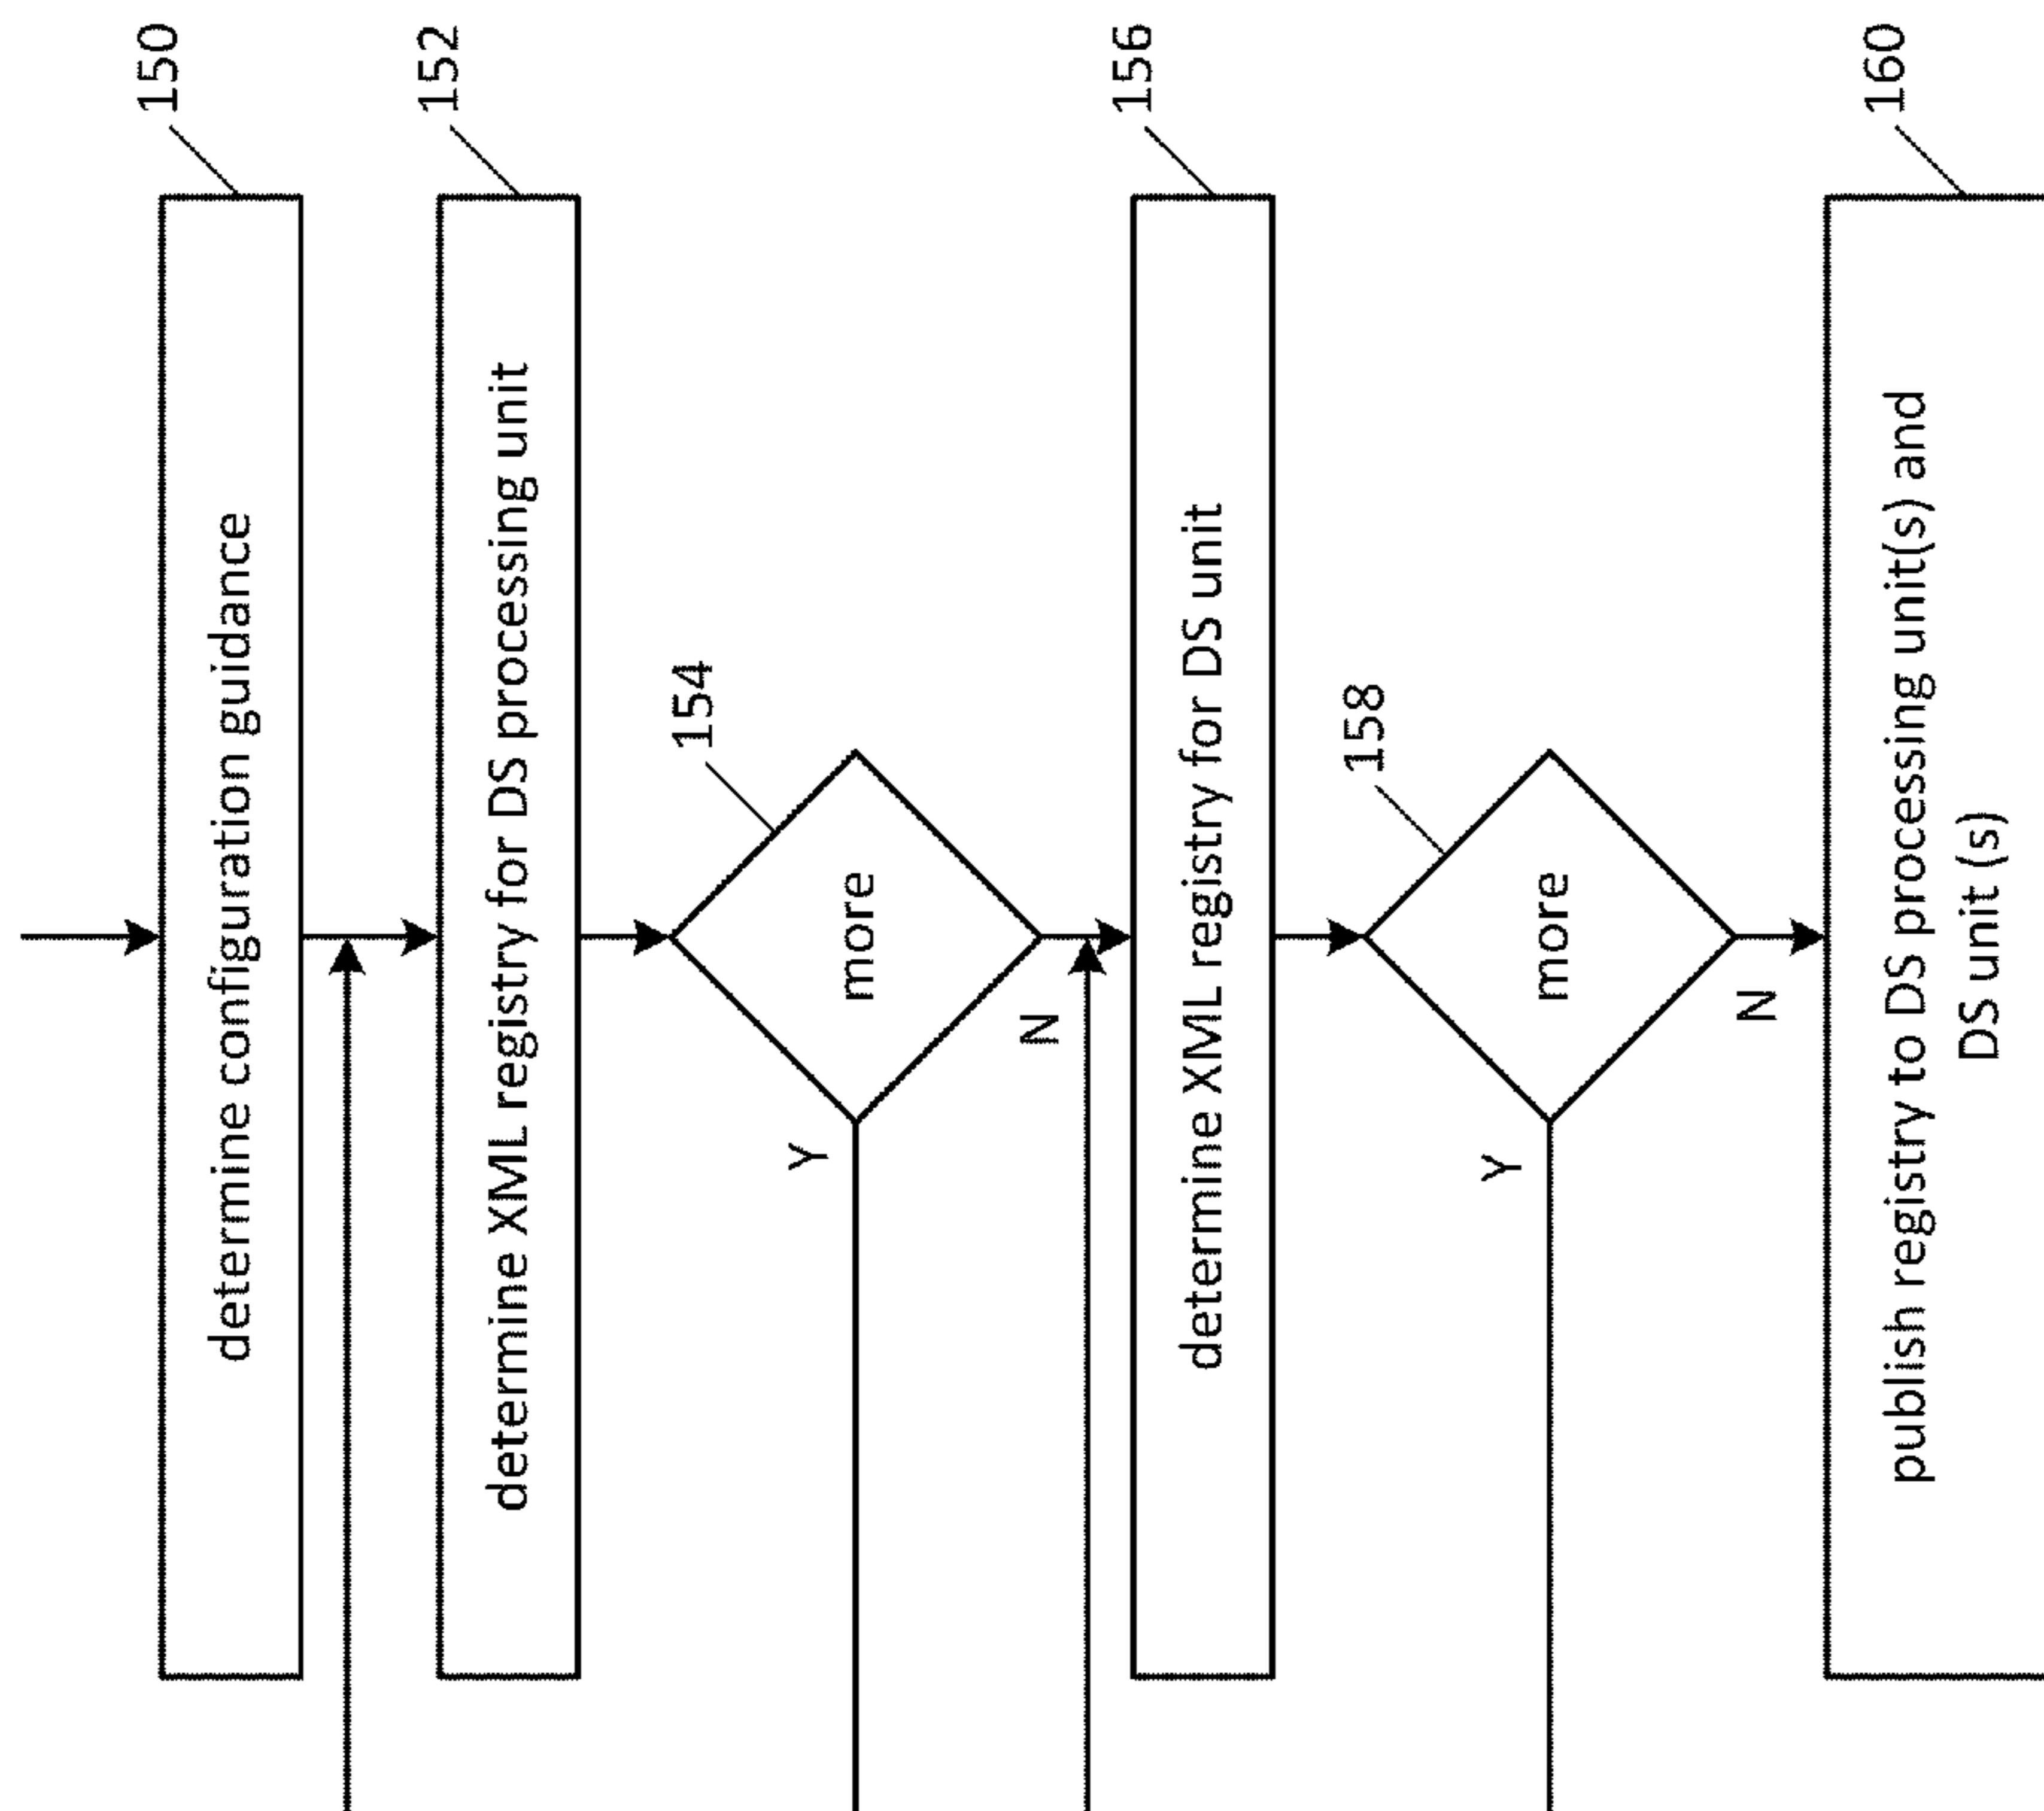 150
determine configuration guidance
152
determine XML registry for DS processing unit
154
more
Y
N
156
determine XML registry for DS unit
158
more
Y
N
160
publish registry to DS processing unit(s) and
DS unit (s)